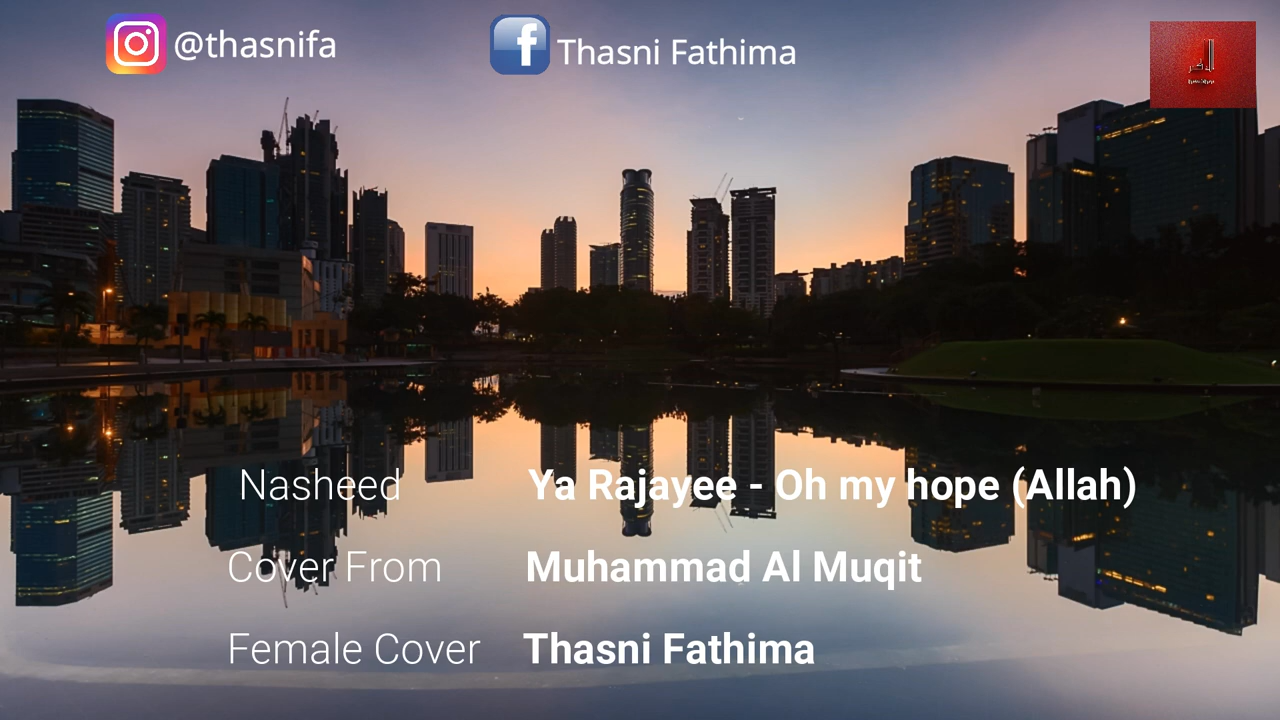 @thasnifa
Thasni Fathima
Nasheed Ya Rajayee - Oh my hope (Allah)
Cover From Muhammad Al Muqit
Female Cover Thasni Fathima